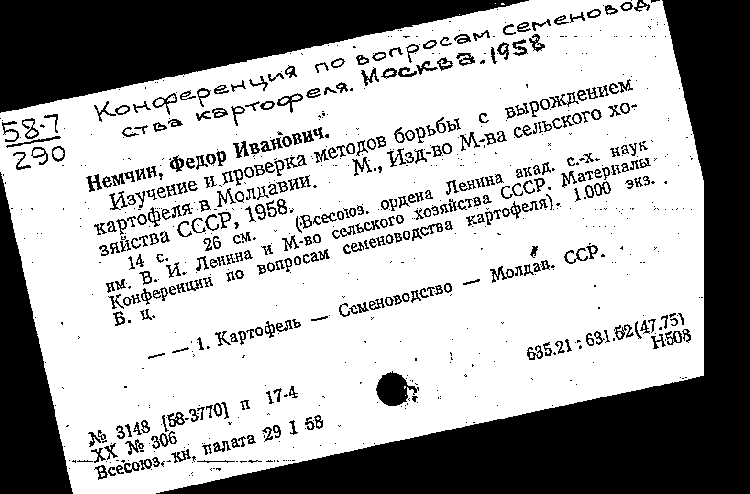 Конференция по вопросам семеновод-
ства картофеля. Москва. 1958
58-7
290
Немчин, Федор Иванович.
Изучение и проверка методов борьбы с вырождением
картофеля в Молдавии. М., Изд-во М-ва сельского хо-
зяйства СССР, 1958.
14 с. 26 см. (Всесоюз. ордена Ленина акад. с.-х. наук
им. В. И. Ленина и М-во сельского хозяйства СССР. Материалы
Конференции по вопросам семеноводства картофеля). 1.000 экз.
Б. ц.
— — 1. Картофель — Семеноводство — Молдав. ССР.
635.21 : 631.52(47.75)
Н508
№ 3148 [58-3770] п 17-4
XX № 306
Всесоюз. кн. палата 29 I 58